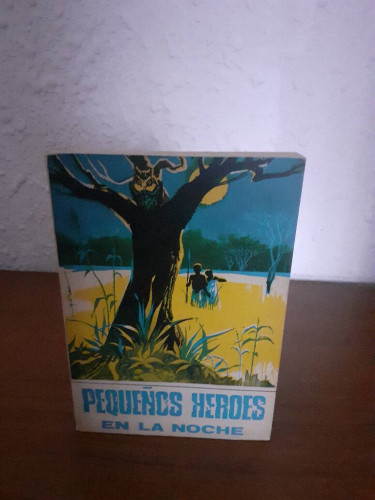 PEQUEÑOS HEROES
EN LA NOCHE